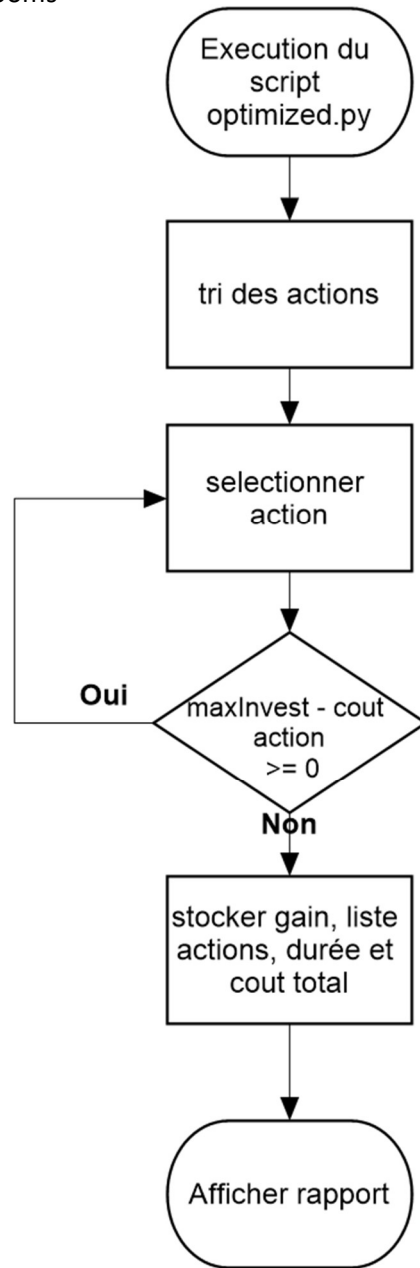 Execution du
script
optimized.py
tri des actions
selectionner
action
Oui
maxInvest - cout
action
>= 0
Non
stocker gain, liste
actions, durée et
cout total
Afficher rapport